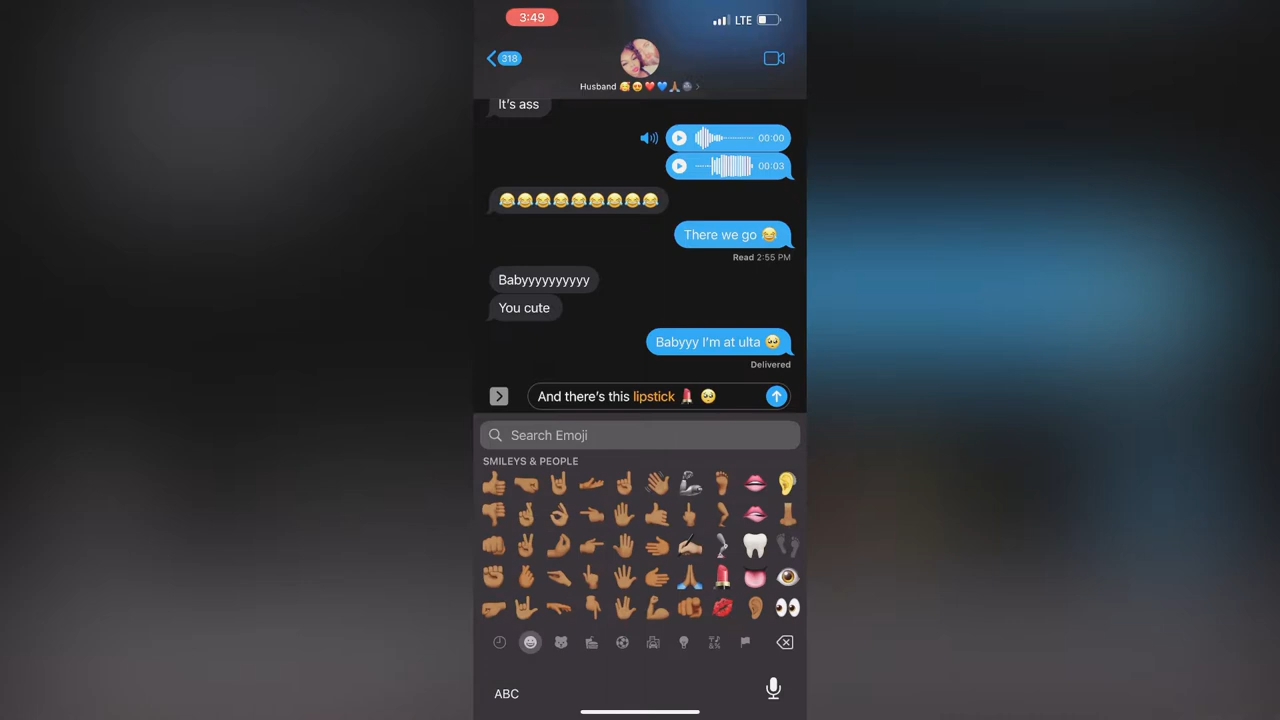 3:49
LTE
318
Husband 🥰😍❤️💙🙏🏾🌚
It's ass
00:00
00:03
😂😂😂😂😂😂😂😂😂
There we go 😂
Read 2:55 PM
Babyyyyyyyyyy
You cute
Babyyy I'm at ulta 🥺
Delivered
And there's this lipstick 💄 🥺
Search Emoji
SMILEYS & PEOPLE
ABC